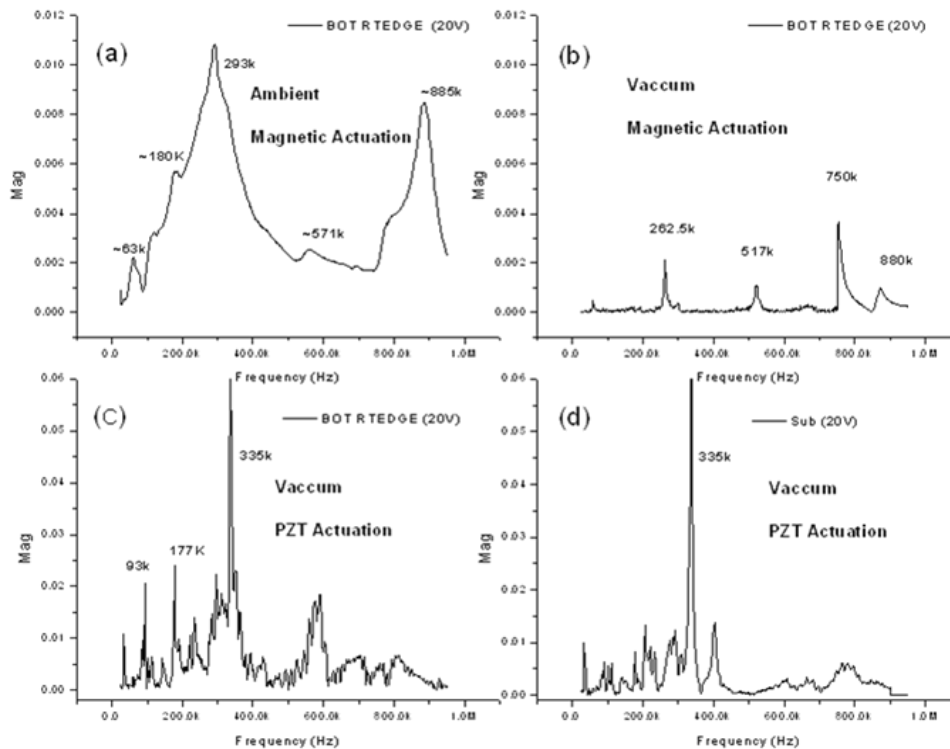 (a)
BOT RTEDGE (20V)
293k
Ambient
Magnetic Actuation
~885k
~180K
~571k
~63k
Mag
0.012
0.010
0.008
0.006
0.004
0.002
0.000
0.0 200.0k 400.0k 600.0k 800.0k 1.0M
Frequency (Hz)
(b)
BOT RTEDGE (20V)
Vaccum
Magnetic Actuation
750k
262.5k
517k
880k
Mag
0.012
0.010
0.008
0.006
0.004
0.002
0.000
0.0 200.0k 400.0k 600.0k 800.0k 1.0M
Frequency (Hz)
(C)
BOT RTEDGE (20V)
335k
Vaccum
PZT Actuation
177K
93k
Mag
0.06
0.05
0.04
0.03
0.02
0.01
0.00
0.0 200.0k 400.0k 600.0k 800.0k 1.0M
Frequency (Hz)
(d)
Sub (20V)
335k
Vaccum
PZT Actuation
Mag
0.06
0.05
0.04
0.03
0.02
0.01
0.00
0.0 200.0k 400.0k 600.0k 800.0k 1.0M
Frequency (Hz)